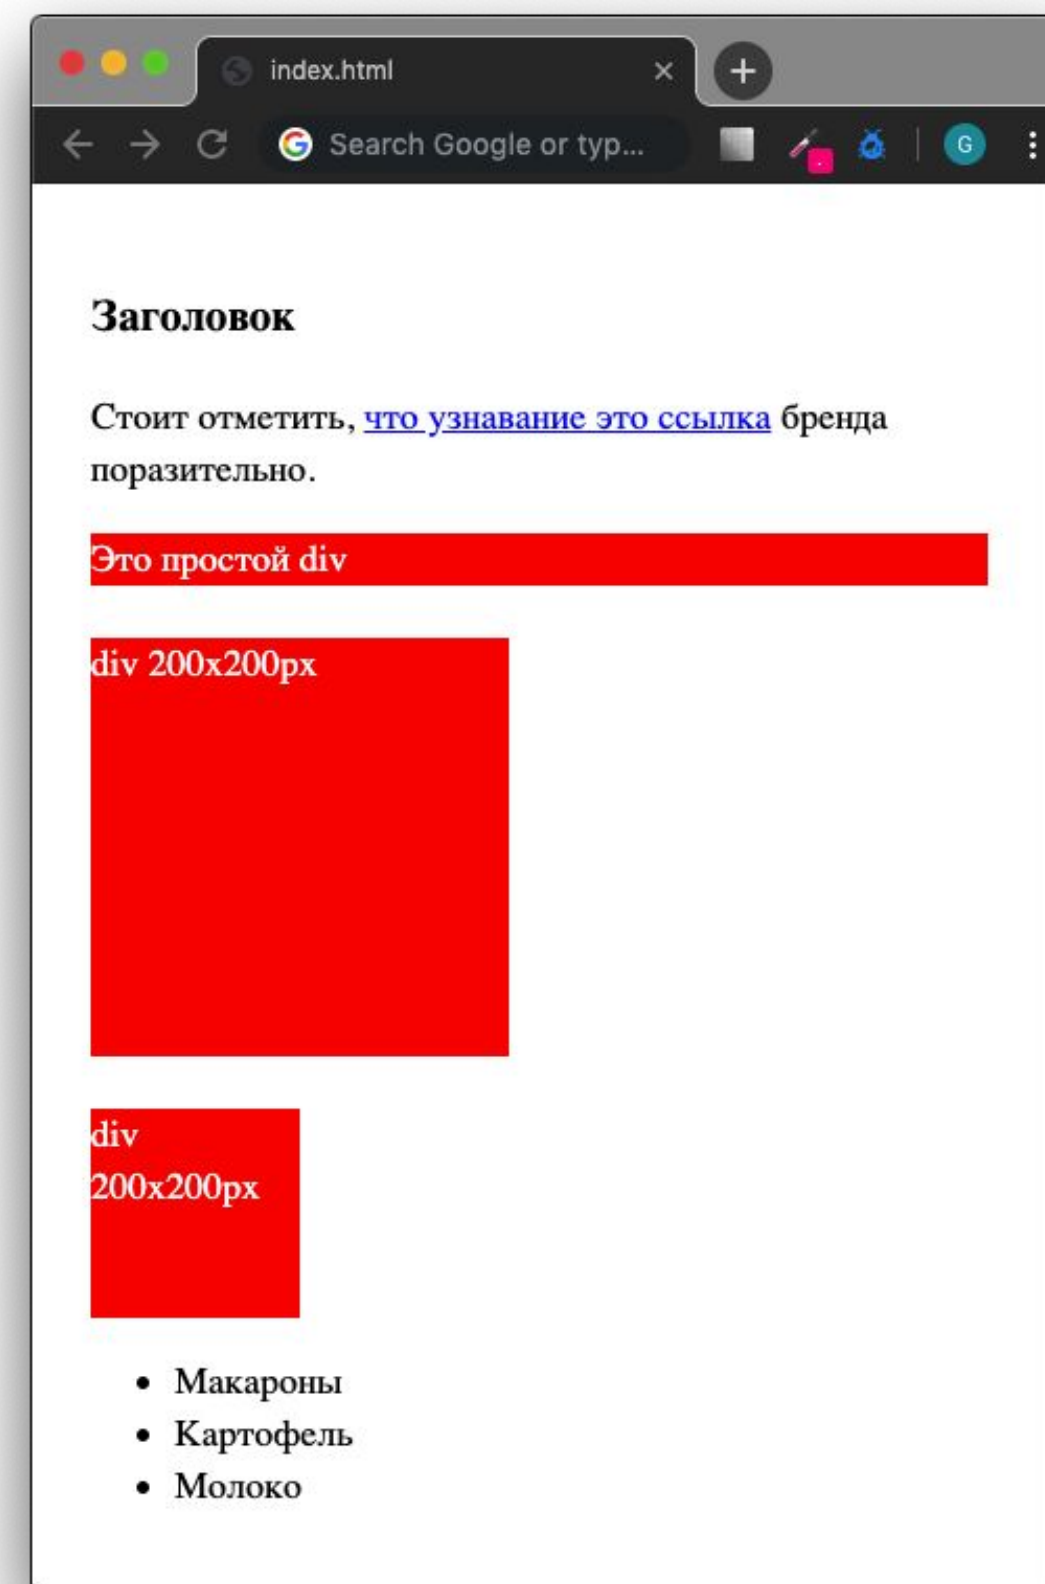 index.html
Search Google or typ...
G
Заголовок
Стоит отметить, что узнавание это ссылка бренда
поразительно.
Это простой div
div 200x200px
div
200x200px
Макароны
Картофель
Молоко